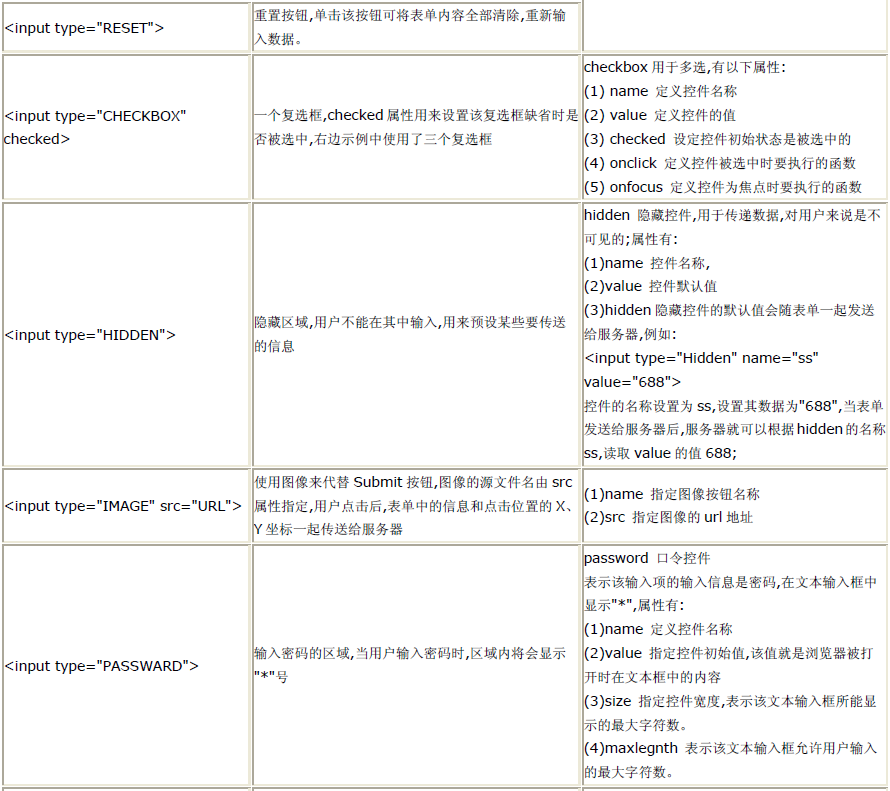 <input type="RESET">
重置按钮,单击该按钮可将表单内容全部清除,重新输
入数据。
<input type="CHECKBOX"
checked>
一个复选框,checked 属性用来设置该复选框缺省时是
否被选中,右边示例中使用了三个复选框
checkbox 用于多选,有以下属性:
(1) name 定义控件名称
(2) value 定义控件的值
(3) checked 设定控件初始状态是被选中的
(4) onclick 定义控件被选中时要执行的函数
(5) onfocus 定义控件为焦点时要执行的函数
<input type="HIDDEN">
隐藏区域,用户不能在其中输入,用来预设某些要传送
的信息
hidden 隐藏控件,用于传递数据,对用户来说是不
可见的;属性有:
(1)name 控件名称,
(2)value 控件默认值
(3)hidden 隐藏控件的默认值会随表单一起发送
给服务器,例如:
<input type="Hidden" name="ss"
value="688">
控件的名称设置为 ss,设置其数据为"688",当表单
发送给服务器后,服务器就可以根据 hidden 的名称
ss,读取 value 的值 688;
<input type="IMAGE" src="URL">
使用图像来代替 Submit 按钮,图像的源文件名由 src
属性指定,用户点击后,表单中的信息和点击位置的 X、
Y 坐标一起传送给服务器
(1)name 指定图像按钮名称
(2)src 指定图像的 url 地址
<input type="PASSWARD">
输入密码的区域,当用户输入密码时,区域内将会显示
"*"号
password 口令控件
表示该输入项的输入信息是密码,在文本输入框中
显示"*",属性有:
(1)name 定义控件名称
(2)value 指定控件初始值,该值就是浏览器被打
开时在文本框中的内容
(3)size 指定控件宽度,表示该文本输入框所能显
示的最大字符数。
(4)maxlegnth 表示该文本输入框允许用户输入
的最大字符数。